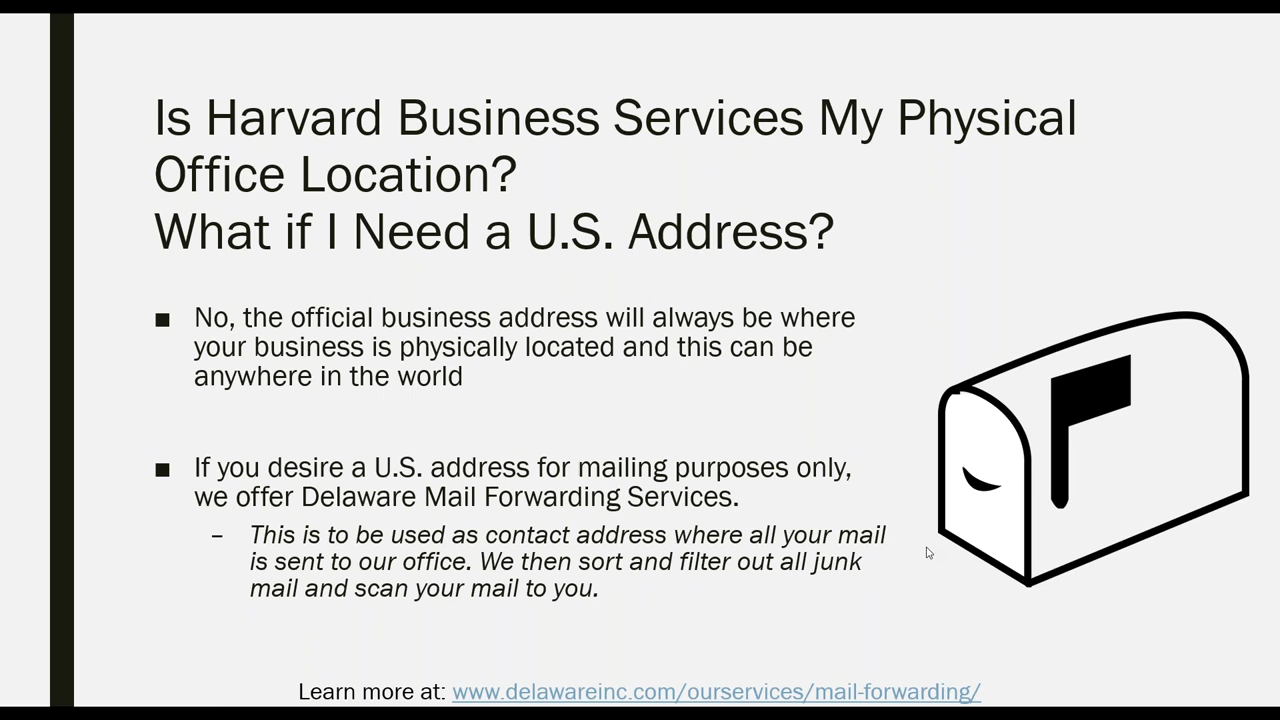 Is Harvard Business Services My Physical
Office Location?
What if I Need a U.S. Address?
■ No, the official business address will always be where
your business is physically located and this can be
anywhere in the world
■ If you desire a U.S. address for mailing purposes only,
we offer Delaware Mail Forwarding Services.
– This is to be used as contact address where all your mail
is sent to our office. We then sort and filter out all junk
mail and scan your mail to you.
Learn more at: www.delawareinc.com/ourservices/mail-forwarding/